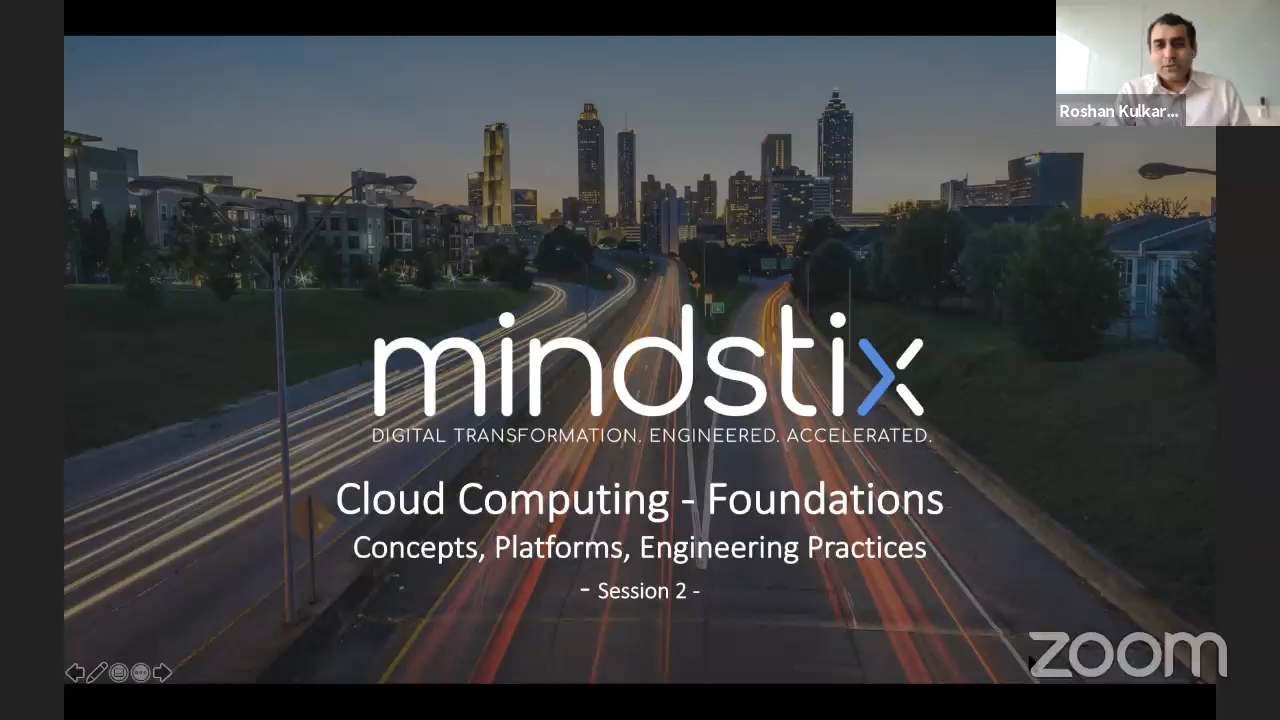 Roshan Kulkar...
mindstix
DIGITAL TRANSFORMATION. ENGINEERED. ACCELERATED.
Cloud Computing - Foundations
Concepts, Platforms, Engineering Practices
- Session 2 -
zoom